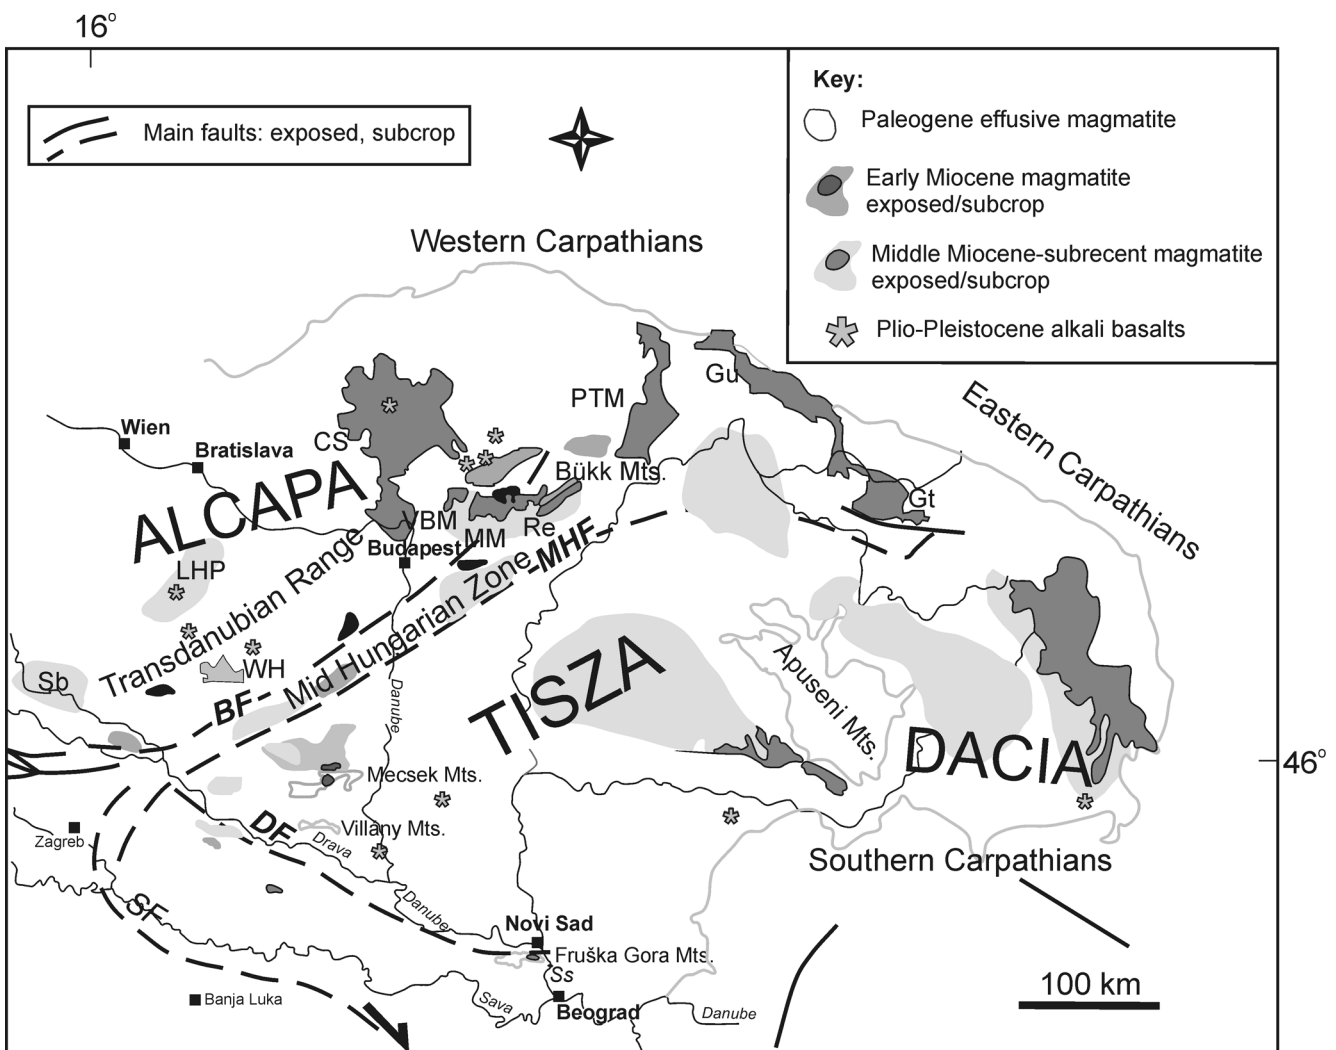 16°
Key:
Main faults: exposed, subcrop
Paleogene effusive magmatite
Early Miocene magmatite
exposed/subcrop
Middle Miocene-subrecent magmatite
exposed/subcrop
Plio-Pleistocene alkali basalts
Western Carpathians
Eastern Carpathians
Gu
PTM
Wien
CS
Bratislava
ALCAPA
Bükk Mts.
Gt
VBM
MM
Re
Budapest
MHF
LHP
Transdanubian Range
Mid Hungarian Zone
WH
Sb
BF
Danube
TISZA
Apuseni Mts.
DACIA
46°
Mecsek Mts.
DF
Drava
Villány Mts.
Zagreb
Southern Carpathians
SF
Danube
Novi Sad
Fruška Gora Mts.
Ss
100 km
Banja Luka
Sava
Beograd
Danube